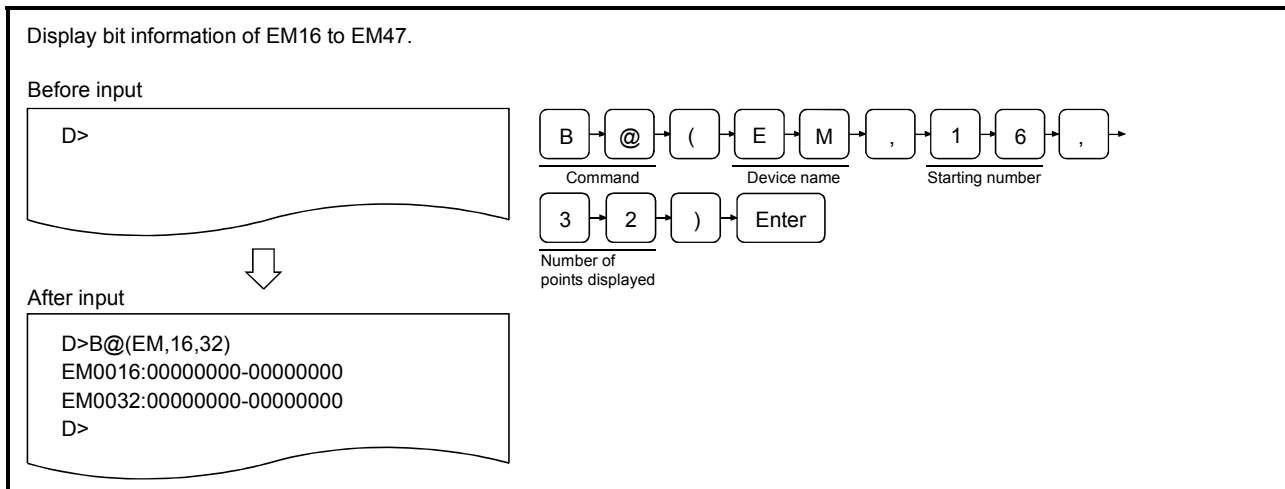 Display bit information of EM16 to EM47.
Before input
D>
B @ ( E M , 1 6 ,
Command Device name Starting number
3 2 ) Enter
Number of
points displayed
After input
D>B@(EM,16,32)
EM0016:00000000-00000000
EM0032:00000000-00000000
D>